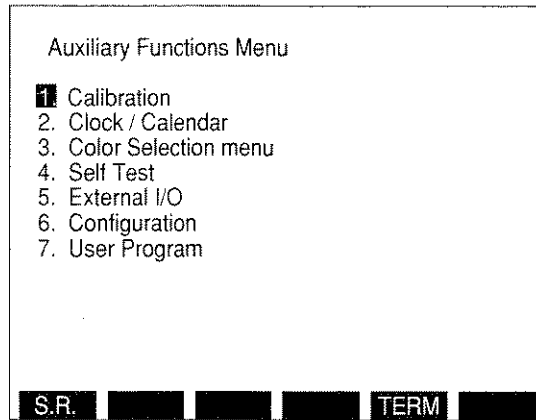 Auxiliary Functions Menu
1. Calibration
2. Clock / Calendar
3. Color Selection menu
4. Self Test
5. External I/O
6. Configuration
7. User Program
S.R. TERM